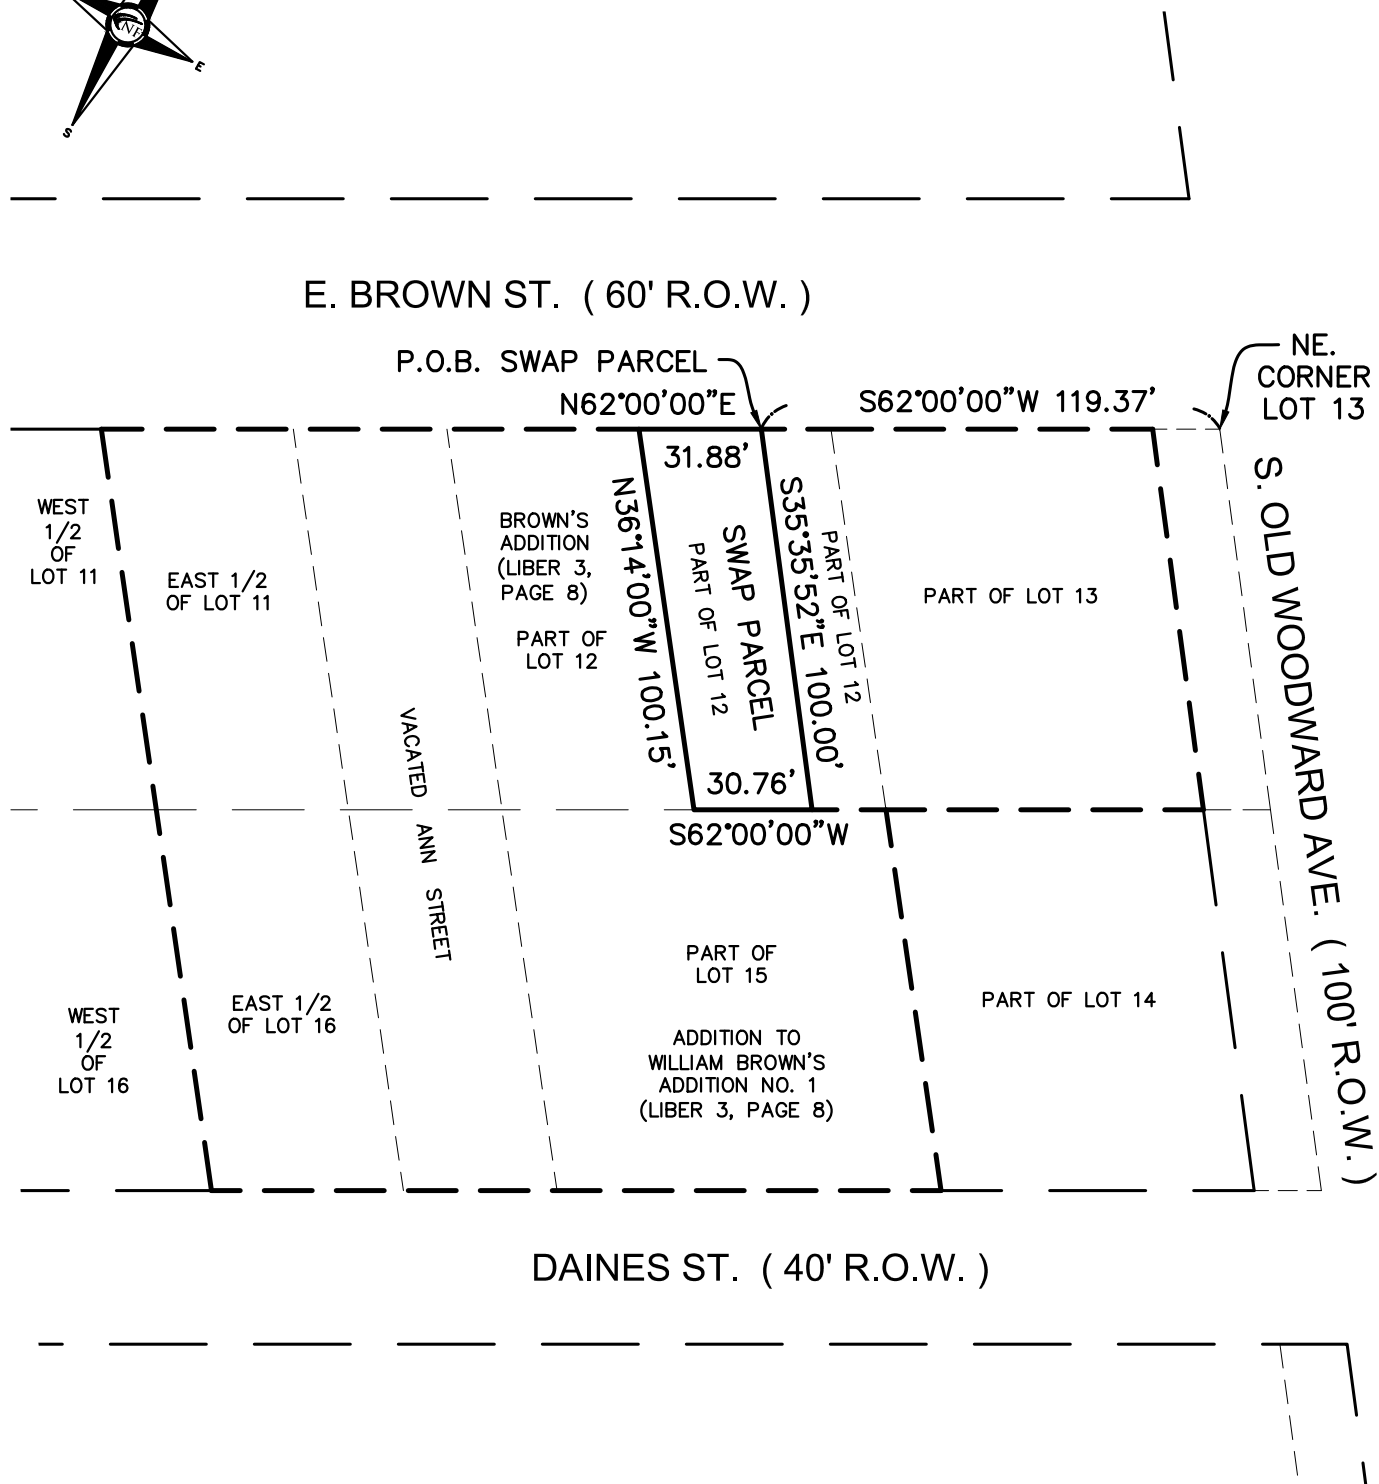 NF
E
S
E. BROWN ST. ( 60' R.O.W. )
P.O.B. SWAP PARCEL
NE.
CORNER
LOT 13
N62°00'00"E
S62°00'00"W 119.37'
31.88'
WEST
1/2
OF
LOT 11
EAST 1/2
OF LOT 11
BROWN'S
ADDITION
(LIBER 3,
PAGE 8)
PART OF
LOT 12
N36°14'00"W 100.15'
PART OF LOT 12
SWAP PARCEL
S35°35'52"E 100.00'
PART OF LOT 12
PART OF LOT 13
S. OLD WOODWARD AVE. ( 100' R.O.W. )
VACATED ANN STREET
30.76'
S62°00'00"W
WEST
1/2
OF
LOT 16
EAST 1/2
OF LOT 16
PART OF
LOT 15
ADDITION TO
WILLIAM BROWN'S
ADDITION NO. 1
(LIBER 3, PAGE 8)
PART OF LOT 14
DAINES ST. ( 40' R.O.W. )